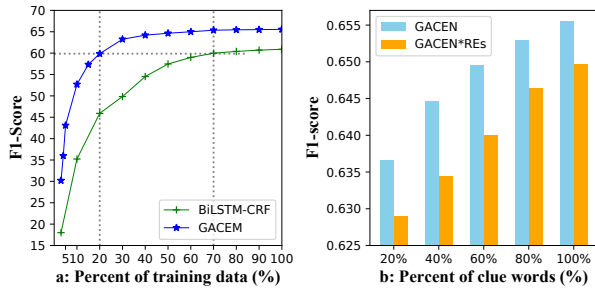 F1-Score
70
65
60
55
50
45
40
35
30
25
20
15
BiLSTM-CRF
GACEM
5 10 20 30 40 50 60 70 80 90 100
a: Percent of training data (%)
F1-score
0.655
0.650
0.645
0.640
0.635
0.630
0.625
GACEN
GACEN*REs
20% 40% 60% 80% 100%
b: Percent of clue words (%)